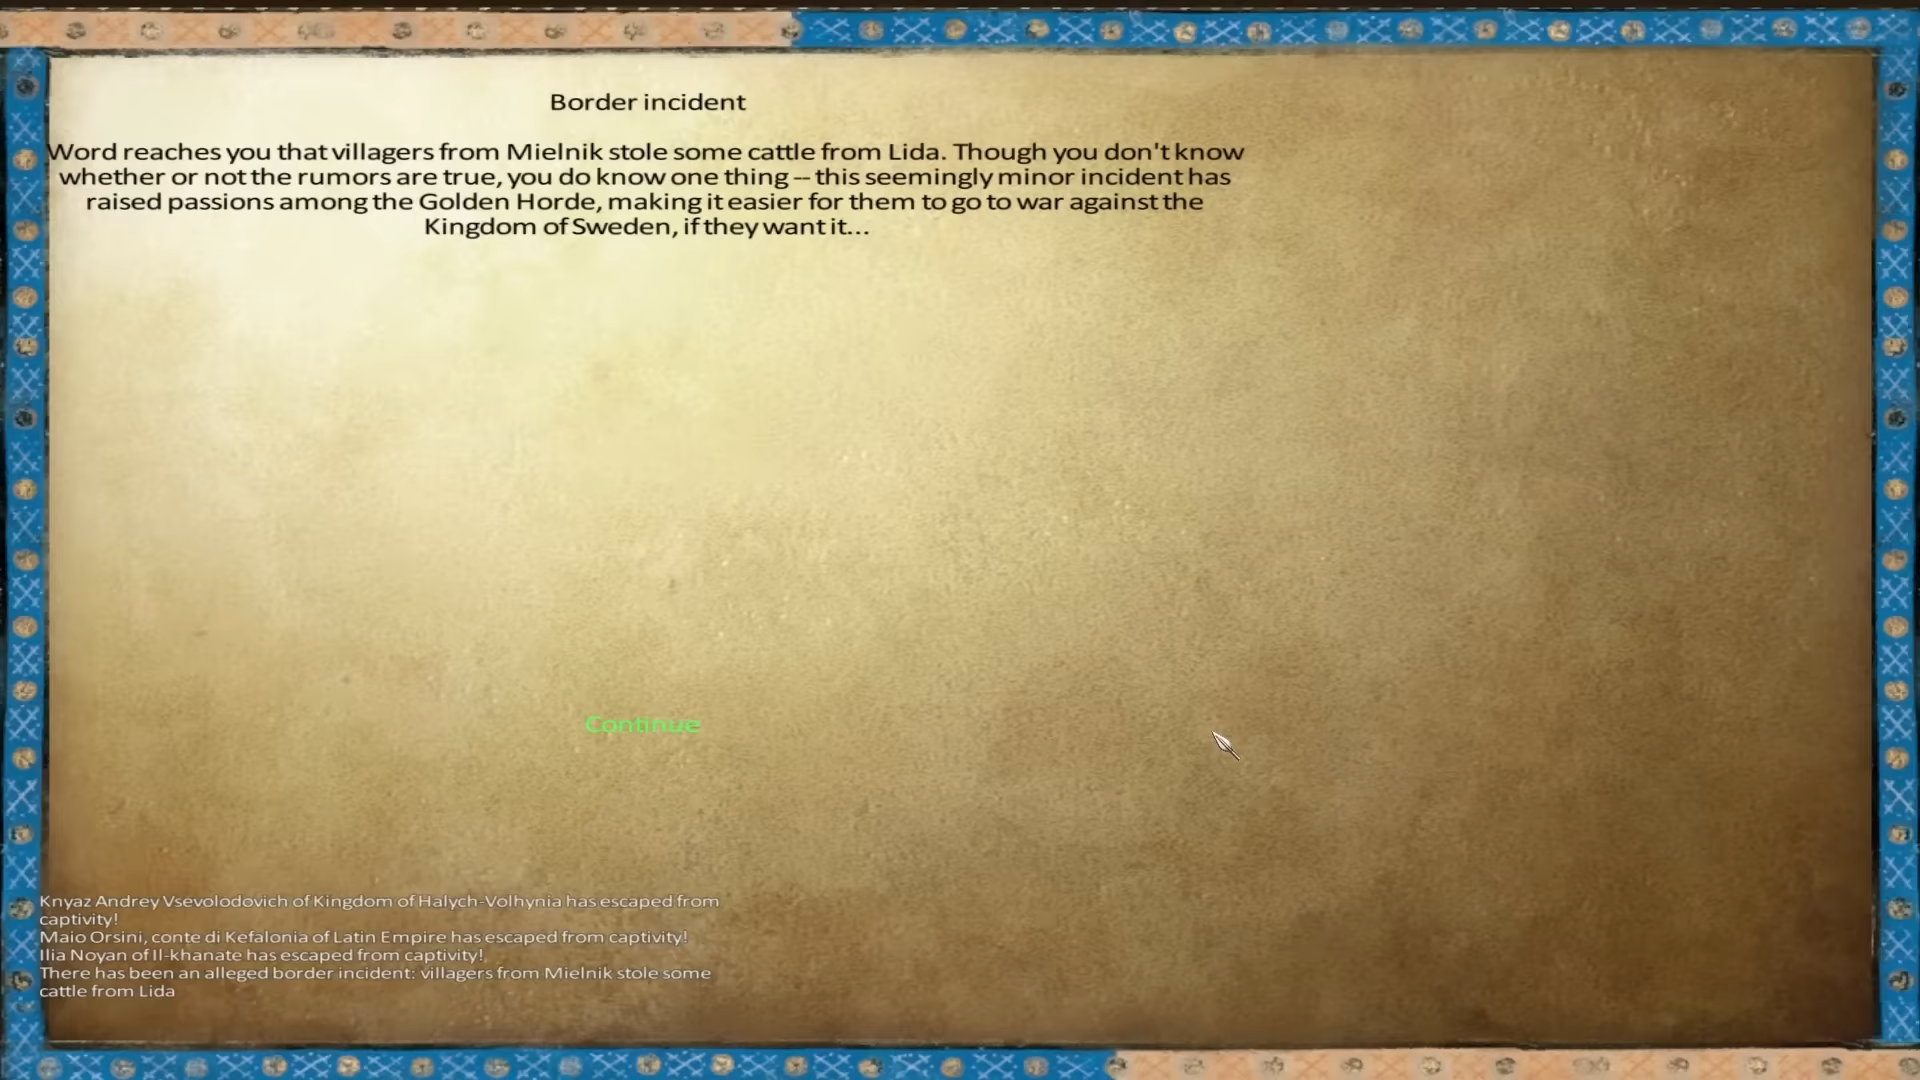 Border incident
Word reaches you that villagers from Mielnik stole some cattle from Lida. Though you don't know
whether or not the rumors are true, you do know one thing -- this seemingly minor incident has
raised passions among the Golden Horde, making it easier for them to go to war against the
Kingdom of Sweden, if they want it...
Continue
Knyaz Andrey Vsevolodovich of Kingdom of Halych-Volhynia has escaped from
captivity!
Maio Orsini, conte di Kefalonia of Latin Empire has escaped from captivity!
Ilia Noyan of Il-khanate has escaped from captivity!
There has been an alleged border incident: villagers from Mielnik stole some
cattle from Lida